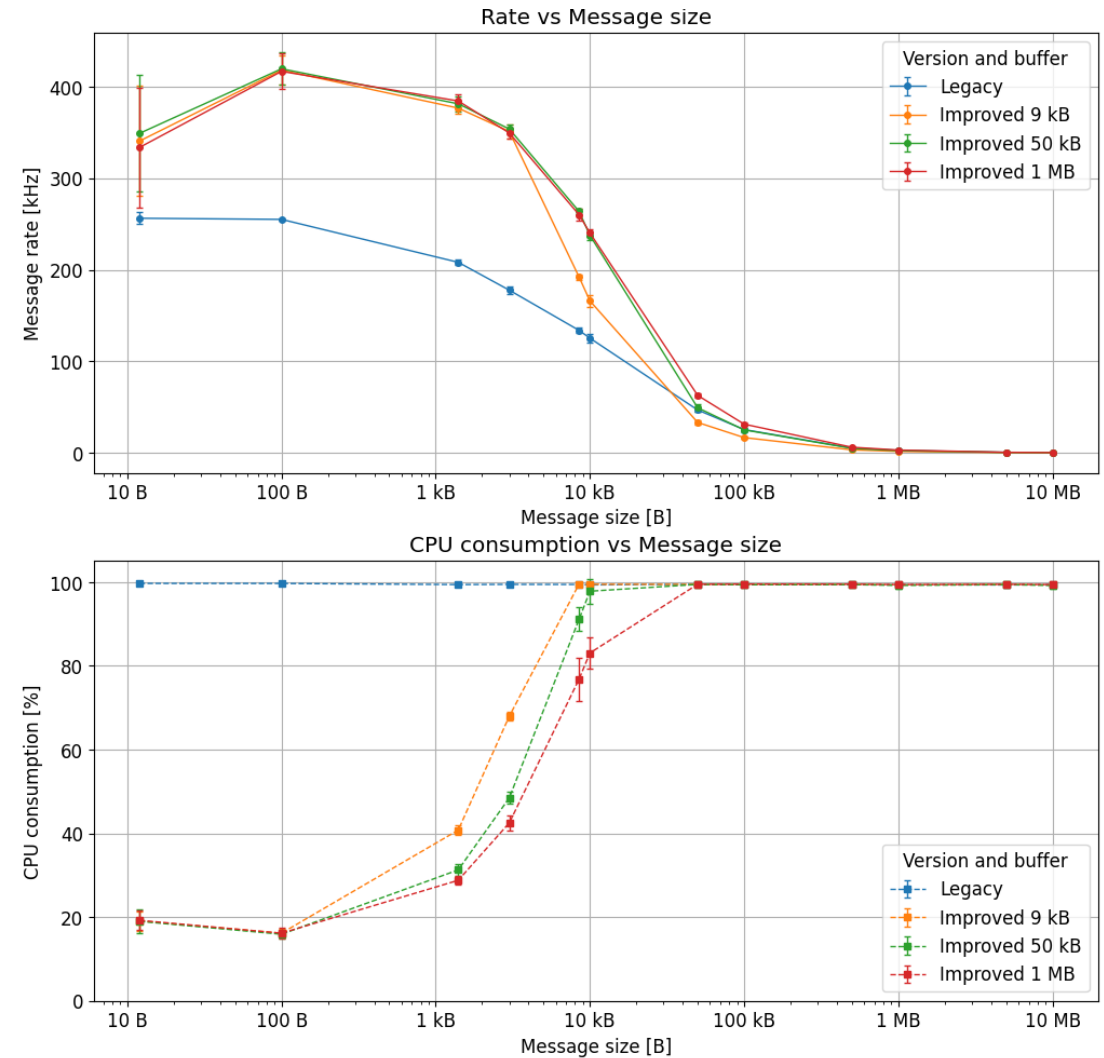 Rate vs Message size
Message rate [kHz]
400
300
200
100
0
Version and buffer
Legacy
Improved 9 kB
Improved 50 kB
Improved 1 MB
10 B 100 B 1 kB 10 kB 100 kB 1 MB 10 MB
Message size [B]
CPU consumption vs Message size
CPU consumption [%]
100
80
60
40
20
0
Version and buffer
Legacy
Improved 9 kB
Improved 50 kB
Improved 1 MB
10 B 100 B 1 kB 10 kB 100 kB 1 MB 10 MB
Message size [B]